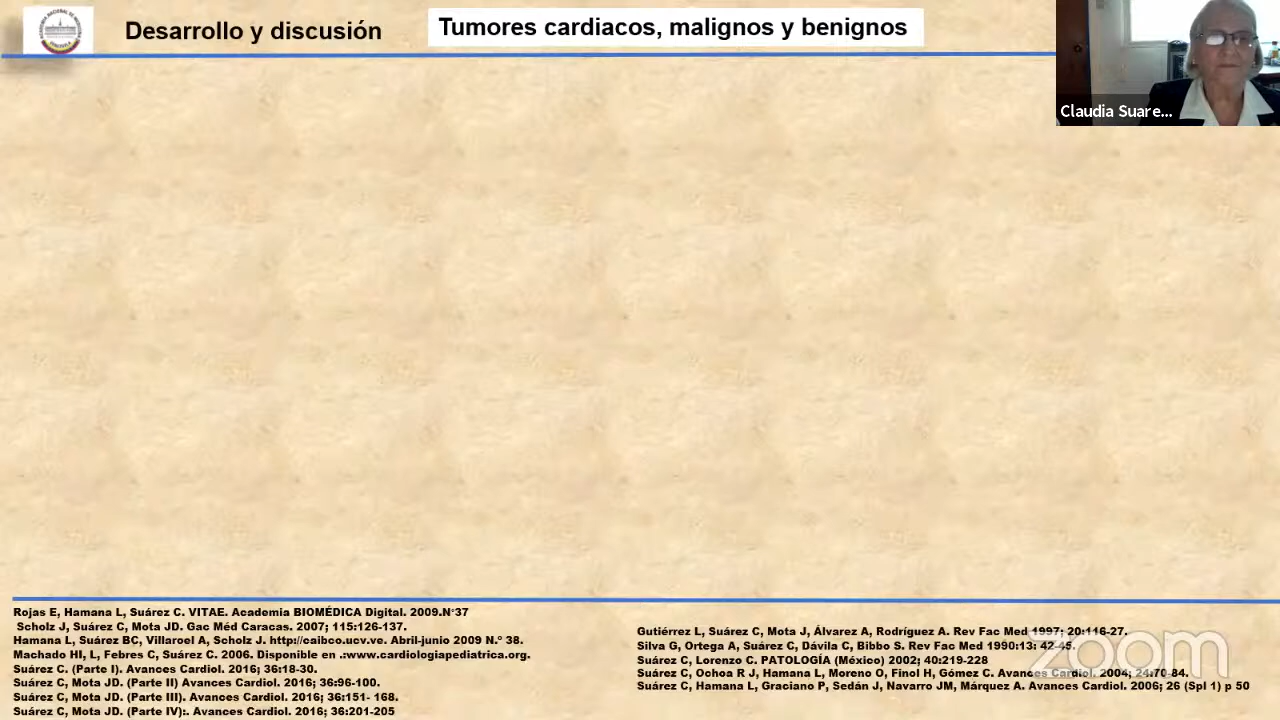 Desarrollo y discusión
Tumores cardiacos, malignos y benignos
Claudia Suare...
Rojas E, Hamana L, Suárez C. VITAE. Academia BIOMÉDICA Digital. 2009.N°37
Scholz J, Suárez C, Mota JD. Gac Méd Caracas. 2007; 115:126-137.
Hamana L, Suárez BC, Villaroel A, Scholz J. http://caibco.ucv.ve. Abril-junio 2009 N.º 38.
Machado HI, L, Febres C, Suárez C. 2006. Disponible en .:www.cardiologiapediatrica.org.
Suárez C. (Parte I). Avances Cardiol. 2016; 36:18-30.
Suárez C, Mota JD. (Parte II) Avances Cardiol. 2016; 36:96-100.
Suárez C, Mota JD. (Parte III). Avances Cardiol. 2016; 36:151- 168.
Suárez C, Mota JD. (Parte IV):. Avances Cardiol. 2016; 36:201-205
Gutiérrez L, Suárez C, Mota J, Álvarez A, Rodríguez A. Rev Fac Med 1997; 20:116-27.
Silva G, Ortega A, Suárez C, Dávila C, Bibbo S. Rev Fac Med 1990:13: 42-45.
Suárez C, Lorenzo C. PATOLOGÍA (México) 2002; 40:219-228
Suárez C, Ochoa R J, Hamana L, Moreno O, Finol H, Gómez C. Avances Cardiol. 2004; 24:70-84.
Suárez C, Hamana L, Graciano P, Sedán J, Navarro JM, Márquez A. Avances Cardiol. 2006; 26 (Spl 1) p 50
zoom